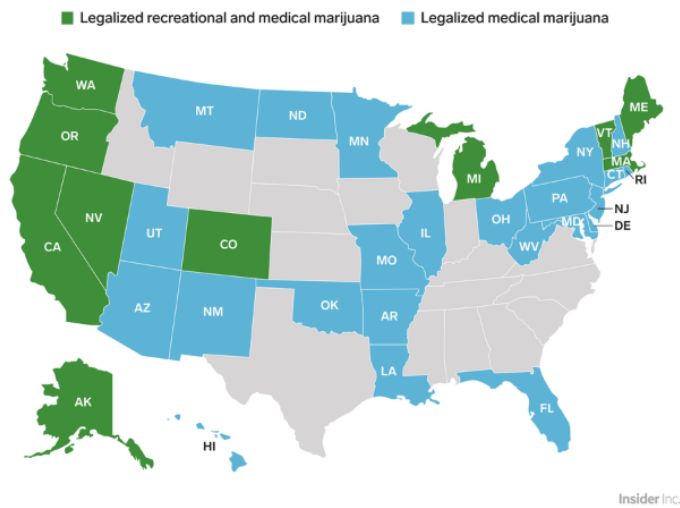 Legalized recreational and medical marijuana Legalized medical marijuana
WA
MT
ND
ME
OR
MN
VT
NH
NY
MA
MI
CT
RI
PA
NV
NJ
OH
MD
DE
CA
UT
CO
IL
WV
MO
AZ
NM
OK
AR
LA
AK
FL
HI
Insider Inc.